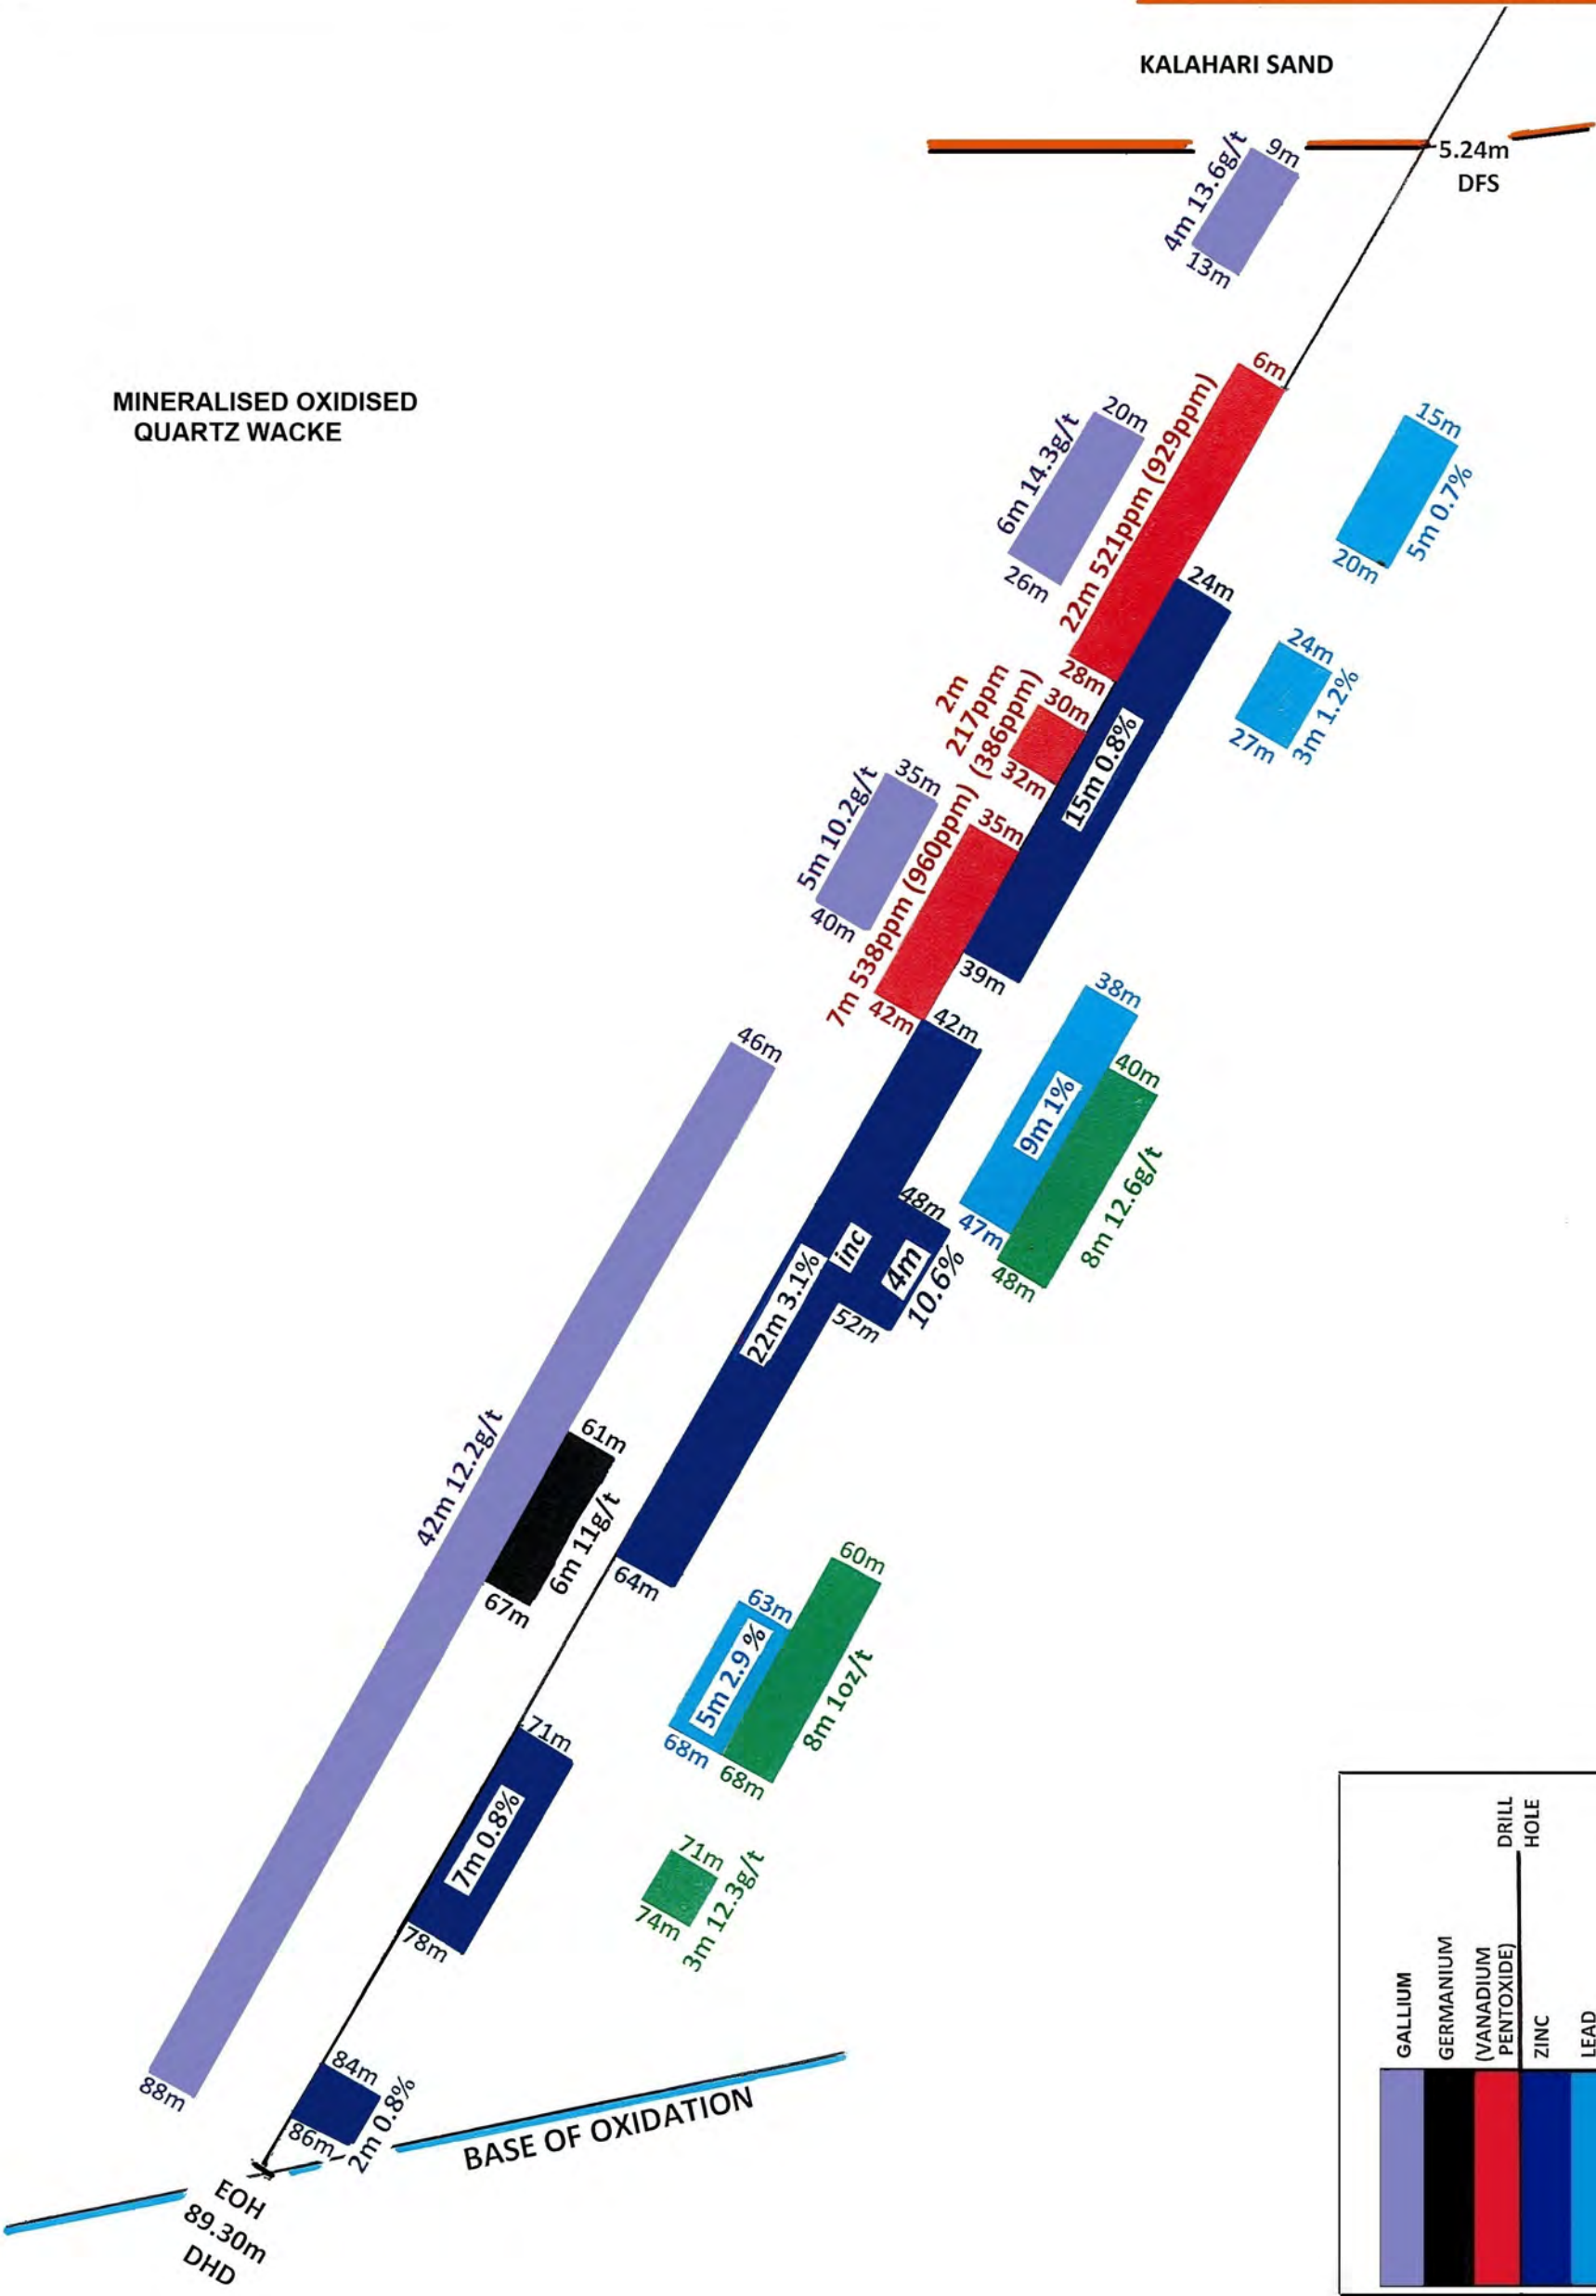 KALAHARI SAND
5.24m
DFS
9m
4m 13.6g/t
13m
MINERALISED OXIDISED
QUARTZ WACKE
6m
22m 521ppm (929ppm)
28m
20m
6m 14.3g/t
26m
15m
5m 0.7%
20m
24m
15m 0.8%
39m
24m
3m 1.2%
27m
30m
2m
217ppm
(386ppm)
32m
35m
5m 10.2g/t
40m
35m
7m 538ppm (960ppm)
42m
42m
22m 3.1%
inc
48m
4m
10.6%
52m
64m
38m
9m 1%
47m
40m
8m 12.6g/t
48m
46m
42m 12.2g/t
88m
61m
6m 11g/t
67m
60m
8m 1oz/t
68m
63m
5m 2.9%
68m
71m
7m 0.8%
78m
71m
3m 12.3g/t
74m
84m
2m 0.8%
86m
BASE OF OXIDATION
EOH
89.30m
DHD
GALLIUM
GERMANIUM
(VANADIUM
PENTOXIDE)
DRILL
HOLE
ZINC
LEAD